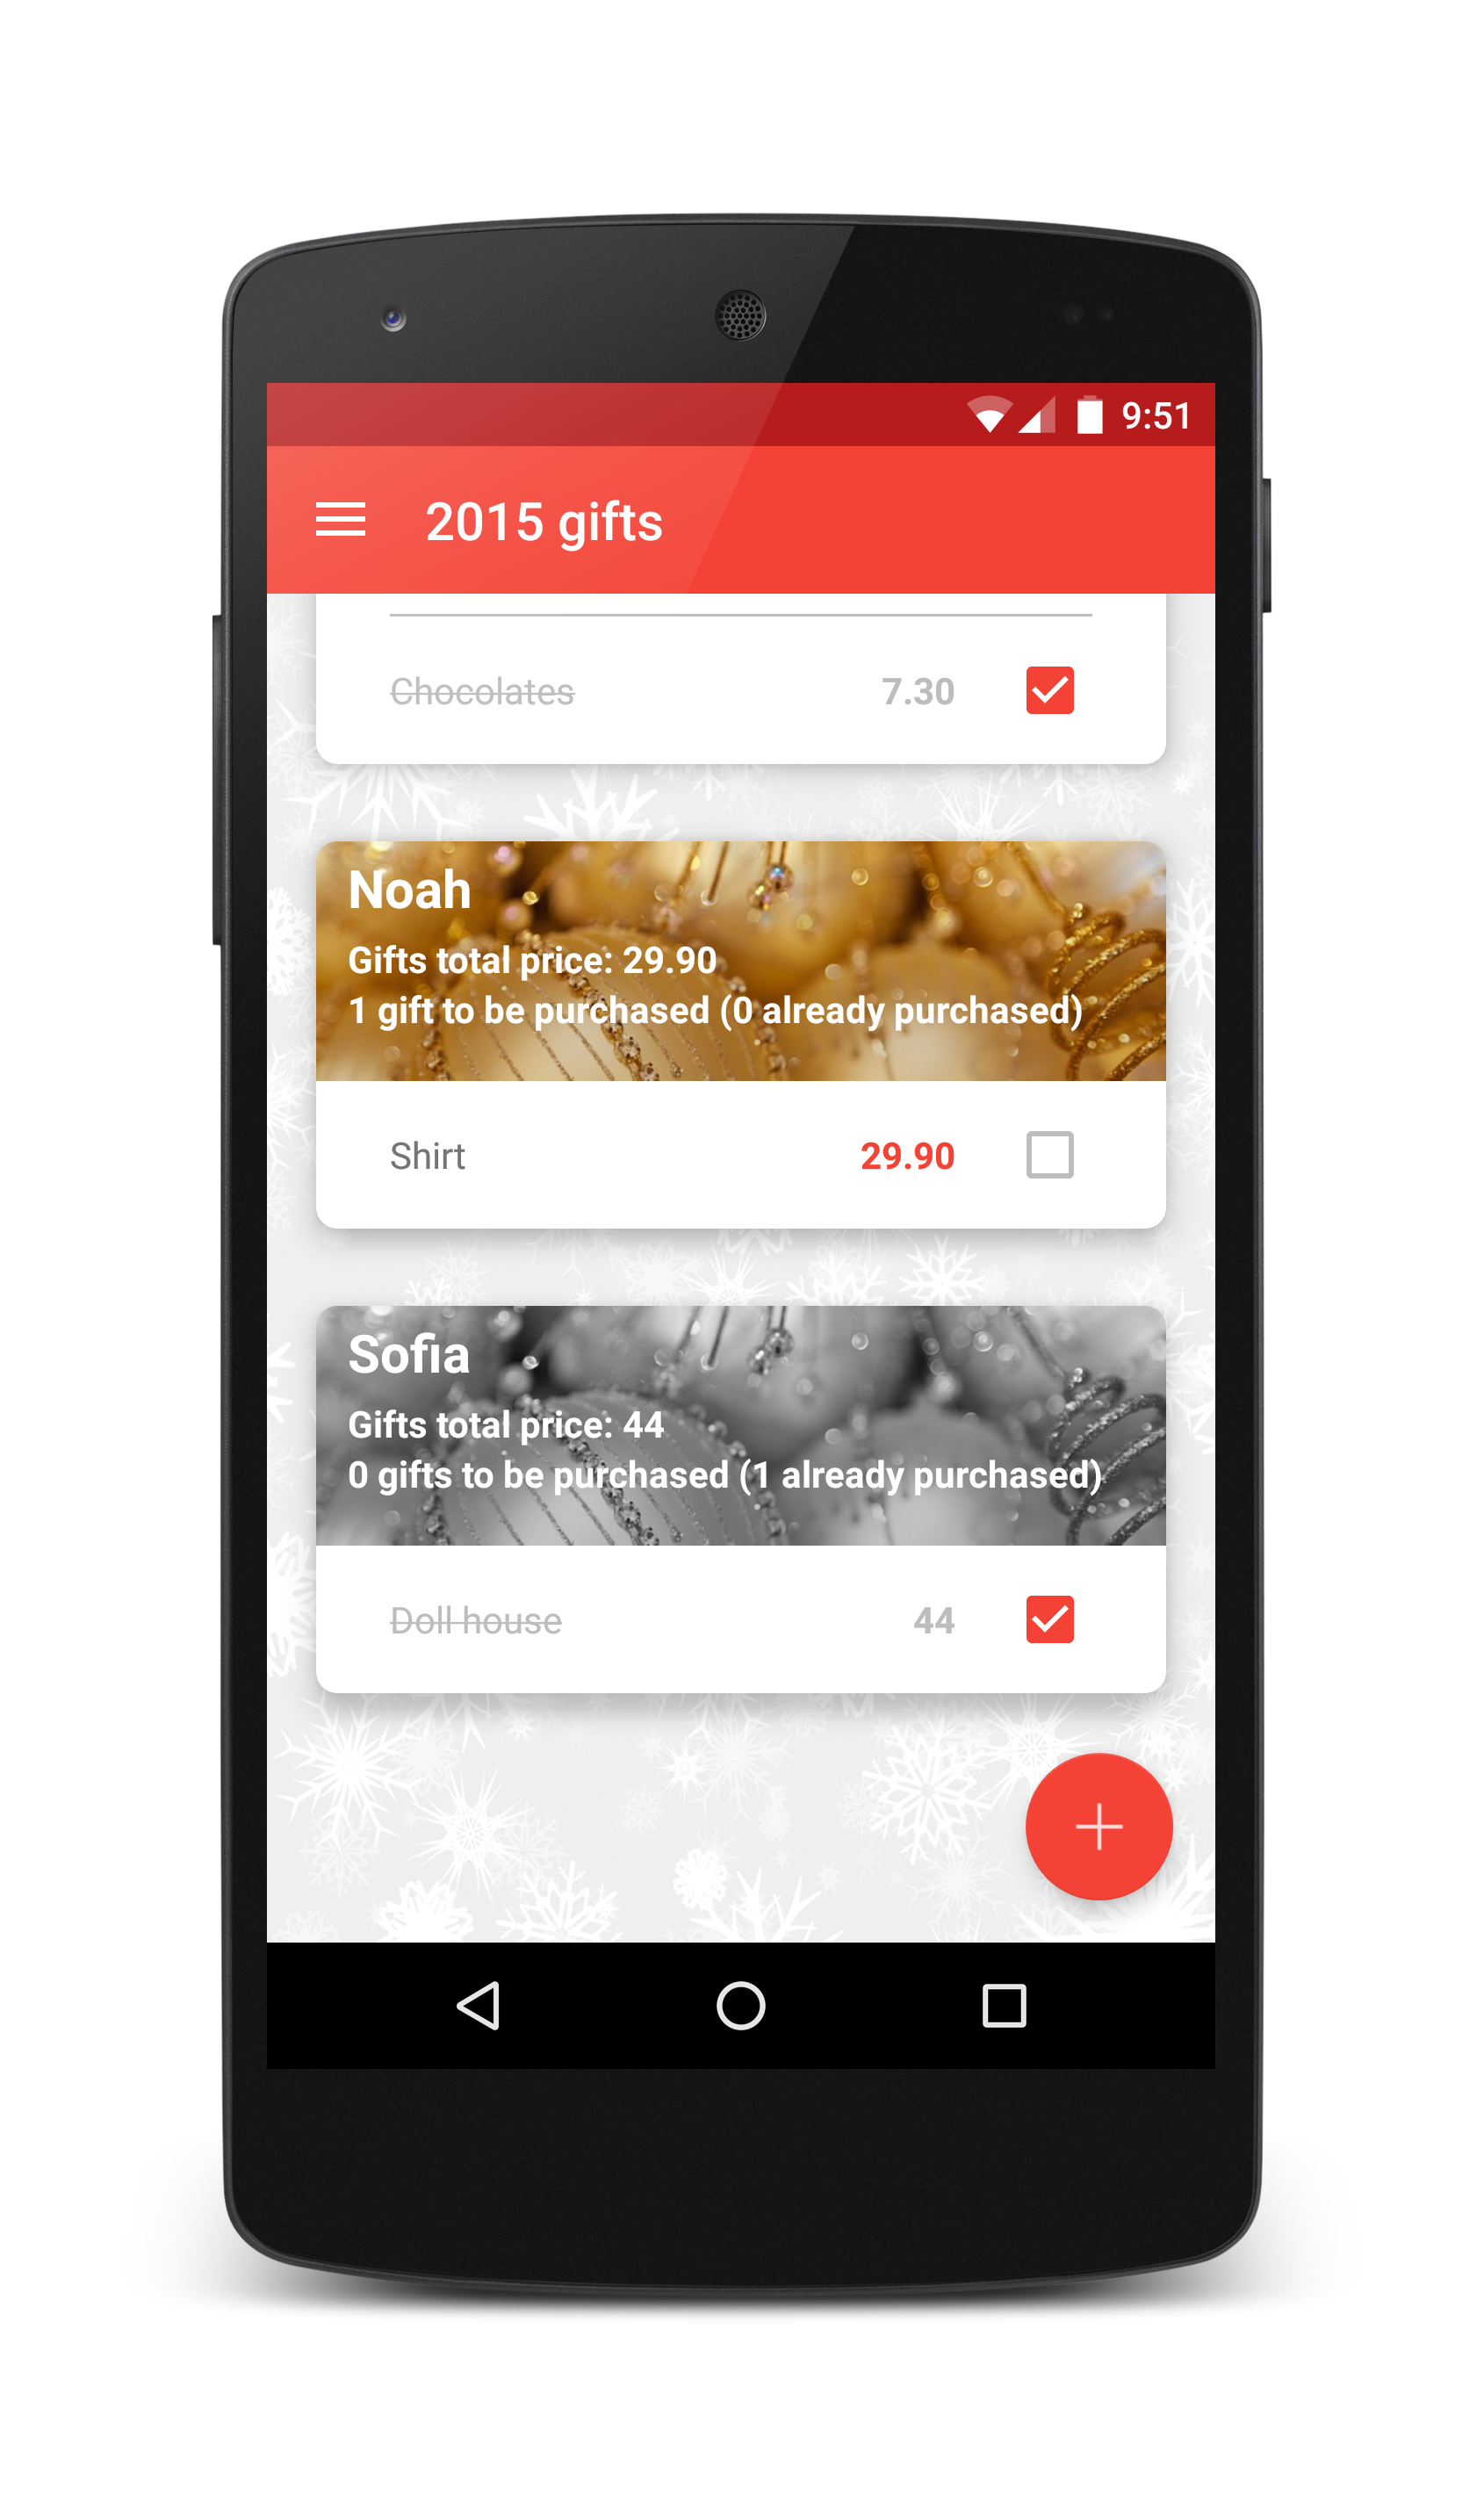 9:51
2015 gifts
Chocolates 7.30
Noah
Gifts total price: 29.90
1 gift to be purchased (0 already purchased)
Shirt 29.90
Sofia
Gifts total price: 44
0 gifts to be purchased (1 already purchased)
Doll house 44